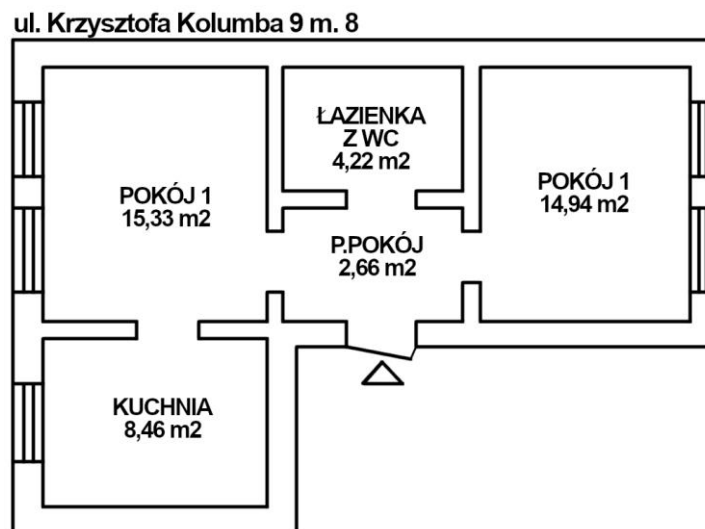 ul. Krzysztofa Kolumba 9 m. 8
ŁAZIENKA
Z WC
4,22 m2
POKÓJ 1
15,33 m2
POKÓJ 1
14,94 m2
P.POKÓJ
2,66 m2
KUCHNIA
8,46 m2